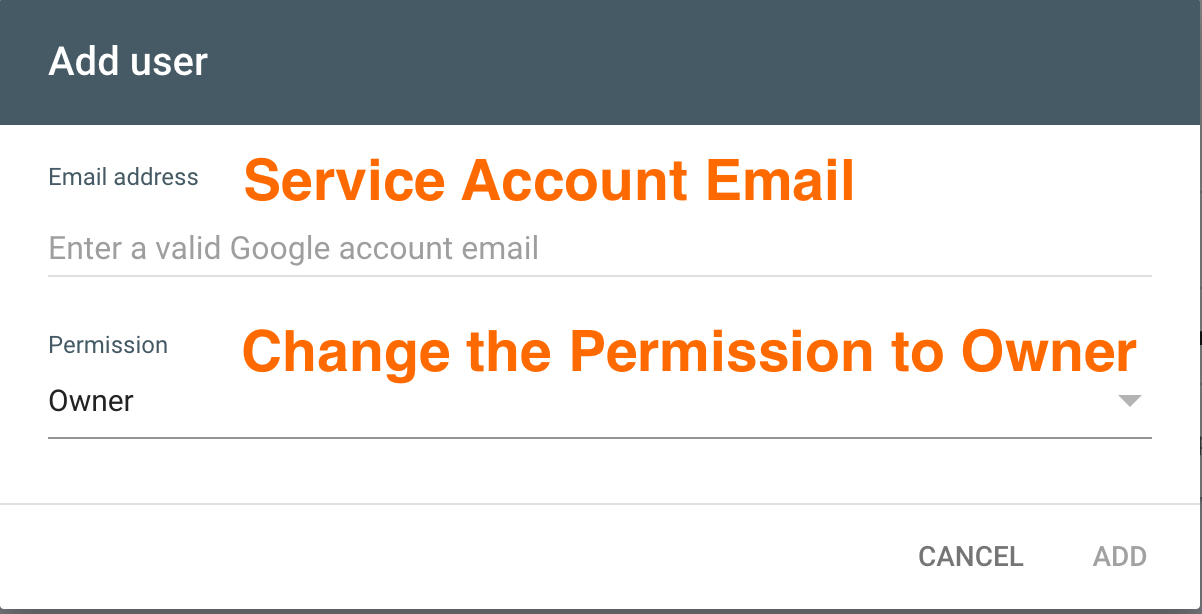 Add user
Email address Service Account Email
Enter a valid Google account email
Permission Change the Permission to Owner
Owner
CANCEL ADD